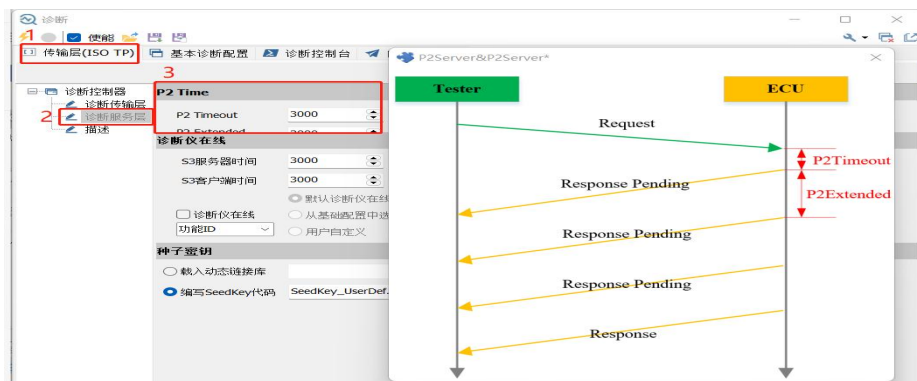 诊断
1
使能
传输层(ISO TP)
基本诊断配置
诊断控制台
3
诊断控制器
诊断传输层
2
诊断服务层
描述
P2 Time
P2 Timeout
3000
P2 Extended
诊断仪在线
S3服务器时间
3000
S3客户端时间
3000
默认诊断仪在线
诊断仪在线
从基础配置中选
功能ID
用户自定义
种子密钥
载入动态链接库
编写SeedKey代码
SeedKey_UserDef.
P2Server&P2Server*
Tester
ECU
Request
P2Timeout
Response Pending
P2Extended
Response Pending
Response Pending
Response